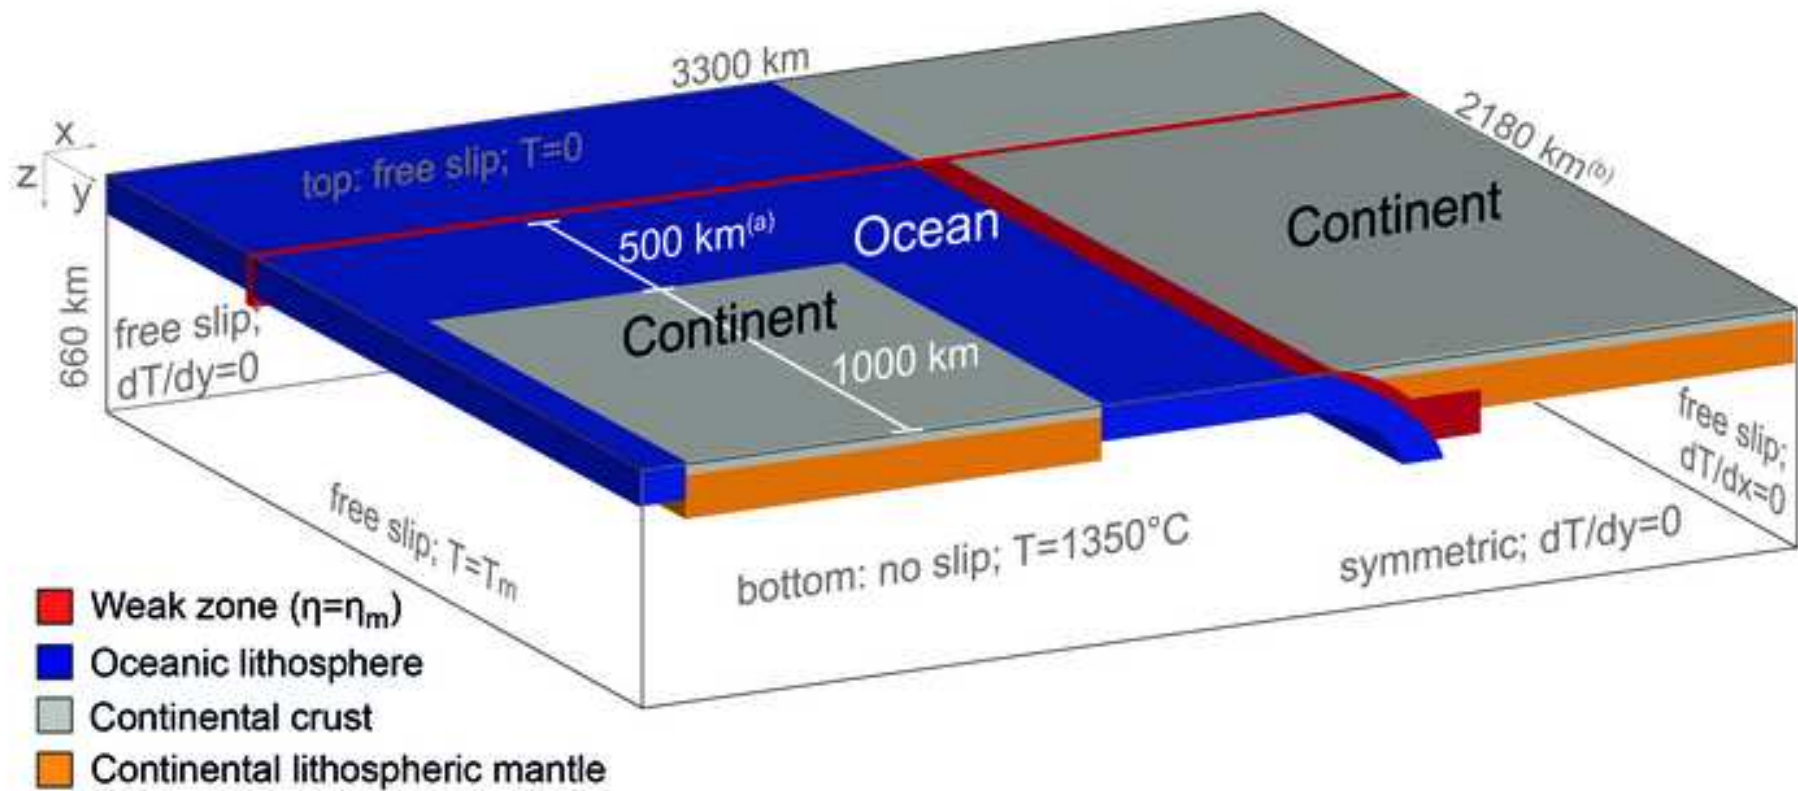 3300 km
2180 km(b)
x
z
y
top: free slip; T=0
500 km(a)
Ocean
Continent
660 km
free slip;
dT/dy=0
Continent
1000 km
free slip;
dT/dx=0
free slip; T=Tm
bottom: no slip; T=1350°C
symmetric; dT/dy=0
Weak zone (η=ηm)
Oceanic lithosphere
Continental crust
Continental lithospheric mantle